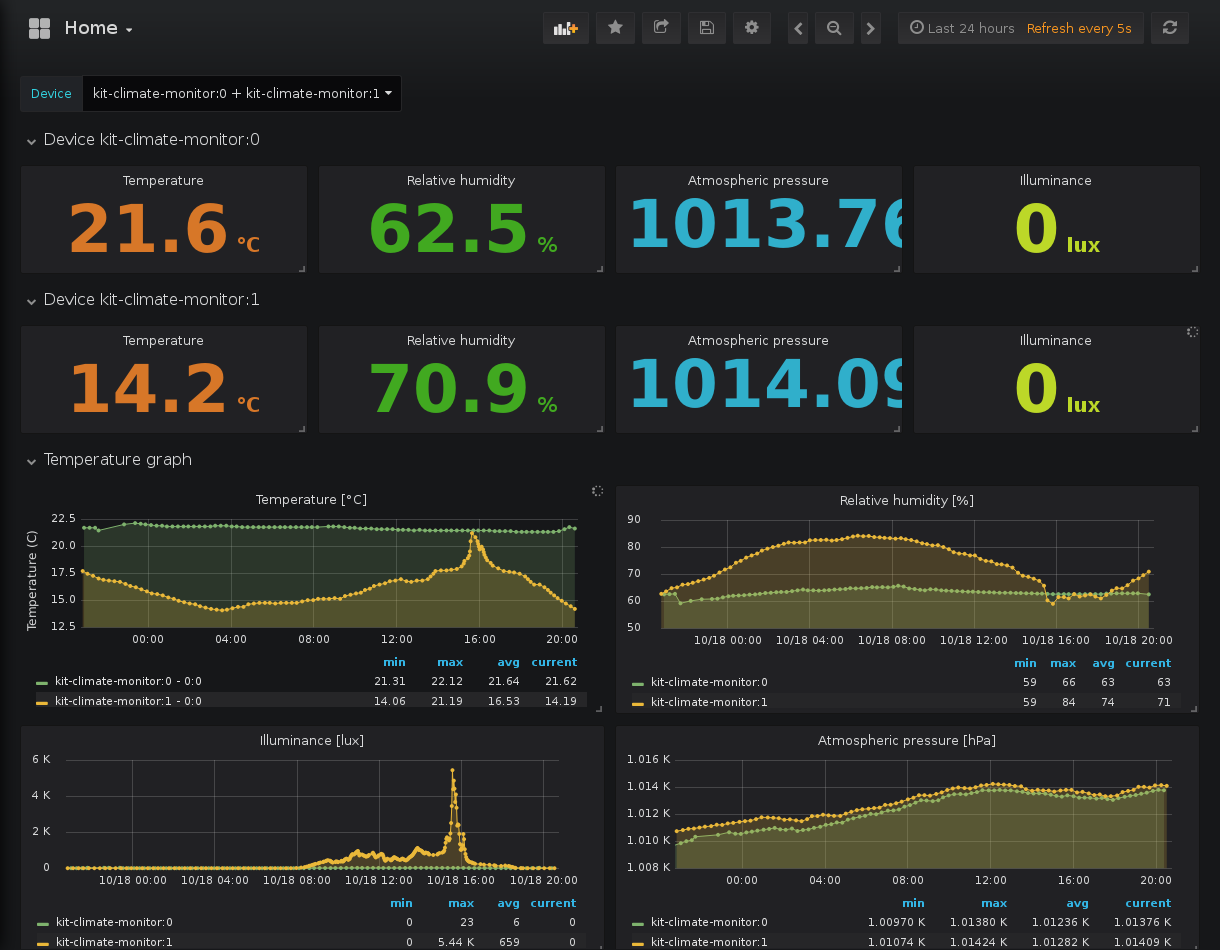 Home
Last 24 hours Refresh every 5s
Device kit-climate-monitor:0 + kit-climate-monitor:1
Device kit-climate-monitor:0
Temperature Relative humidity Atmospheric pressure Illuminance
21.6 °C 62.5 % 1013.76 0 lux
Device kit-climate-monitor:1
Temperature Relative humidity Atmospheric pressure Illuminance
14.2 °C 70.9 % 1014.09 0 lux
Temperature graph
Temperature [°C]
Temperature (C)
22.5
20.0
17.5
15.0
12.5
00:00 04:00 08:00 12:00 16:00 20:00
min max avg current
kit-climate-monitor:0 - 0:0 21.31 22.12 21.64 21.62
kit-climate-monitor:1 - 0:0 14.06 21.19 16.53 14.19
Relative humidity [%]
90
80
70
60
50
10/18 00:00 10/18 04:00 10/18 08:00 10/18 12:00 10/18 16:00 10/18 20:00
min max avg current
kit-climate-monitor:0 59 66 63 63
kit-climate-monitor:1 59 84 74 71
Illuminance [lux]
6 K
4 K
2 K
0
10/18 00:00 10/18 04:00 10/18 08:00 10/18 12:00 10/18 16:00 10/18 20:00
min max avg current
kit-climate-monitor:0 0 23 6 0
kit-climate-monitor:1 0 5.44 K 659 0
Atmospheric pressure [hPa]
1.016 K
1.014 K
1.012 K
1.010 K
1.008 K
00:00 04:00 08:00 12:00 16:00 20:00
min max avg current
kit-climate-monitor:0 1.00970 K 1.01380 K 1.01236 K 1.01376 K
kit-climate-monitor:1 1.01074 K 1.01424 K 1.01282 K 1.01409 K